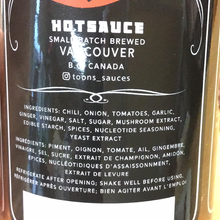 HOTSAUCE
SMALL BATCH BREWED
VANCOUVER
B.C. CANADA
toons_sauces
INGREDIENTS: CHILI, ONION, TOMATOES, GARLIC,
GINGER, VINEGAR, SALT, SUGAR, MUSHROOM EXTRACT,
EDIBLE STARCH, SPICES, NUCLEOTIDE SEASONING,
YEAST EXTRACT
INGREDIENTS: PIMENT, OIGNON, TOMATE, AIL, GINGEMBRE,
VINAIGRE, SEL, SUCRE, EXTRAIT DE CHAMPIGNON, AMIDON,
ÉPICES, NUCLÉOTIDIQUES D'ASSAISONNEMENT,
EXTRAIT DE LEVURE
REFRIGERATE AFTER OPENING; SHAKE WELL BEFORE USING.
RÉFRIGÉRER APRÈS OUVERTURE; BIEN AGITER AVANT L'EMPLOI